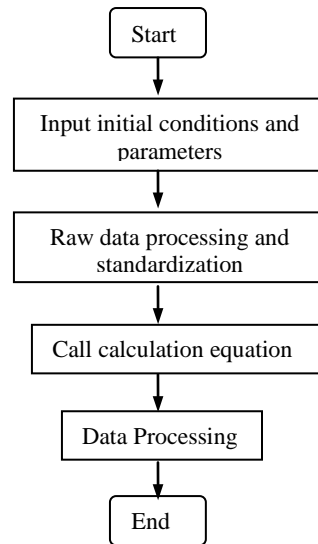 Start
Input initial conditions and
parameters
Raw data processing and
standardization
Call calculation equation
Data Processing
End